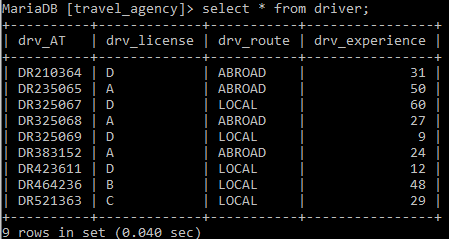 MariaDB [travel_agency]> select * from driver;
+----------+-------------+-----------+----------------+
| drv_AT   | drv_license | drv_route | drv_experience |
+----------+-------------+-----------+----------------+
| DR210364 | D           | ABROAD    |             31 |
| DR235065 | A           | ABROAD    |             50 |
| DR325067 | D           | LOCAL     |             60 |
| DR325068 | A           | ABROAD    |             27 |
| DR325069 | D           | LOCAL     |              9 |
| DR383152 | A           | ABROAD    |             24 |
| DR423611 | D           | LOCAL     |             12 |
| DR464236 | B           | LOCAL     |             48 |
| DR521363 | C           | LOCAL     |             29 |
+----------+-------------+-----------+----------------+
9 rows in set (0.040 sec)